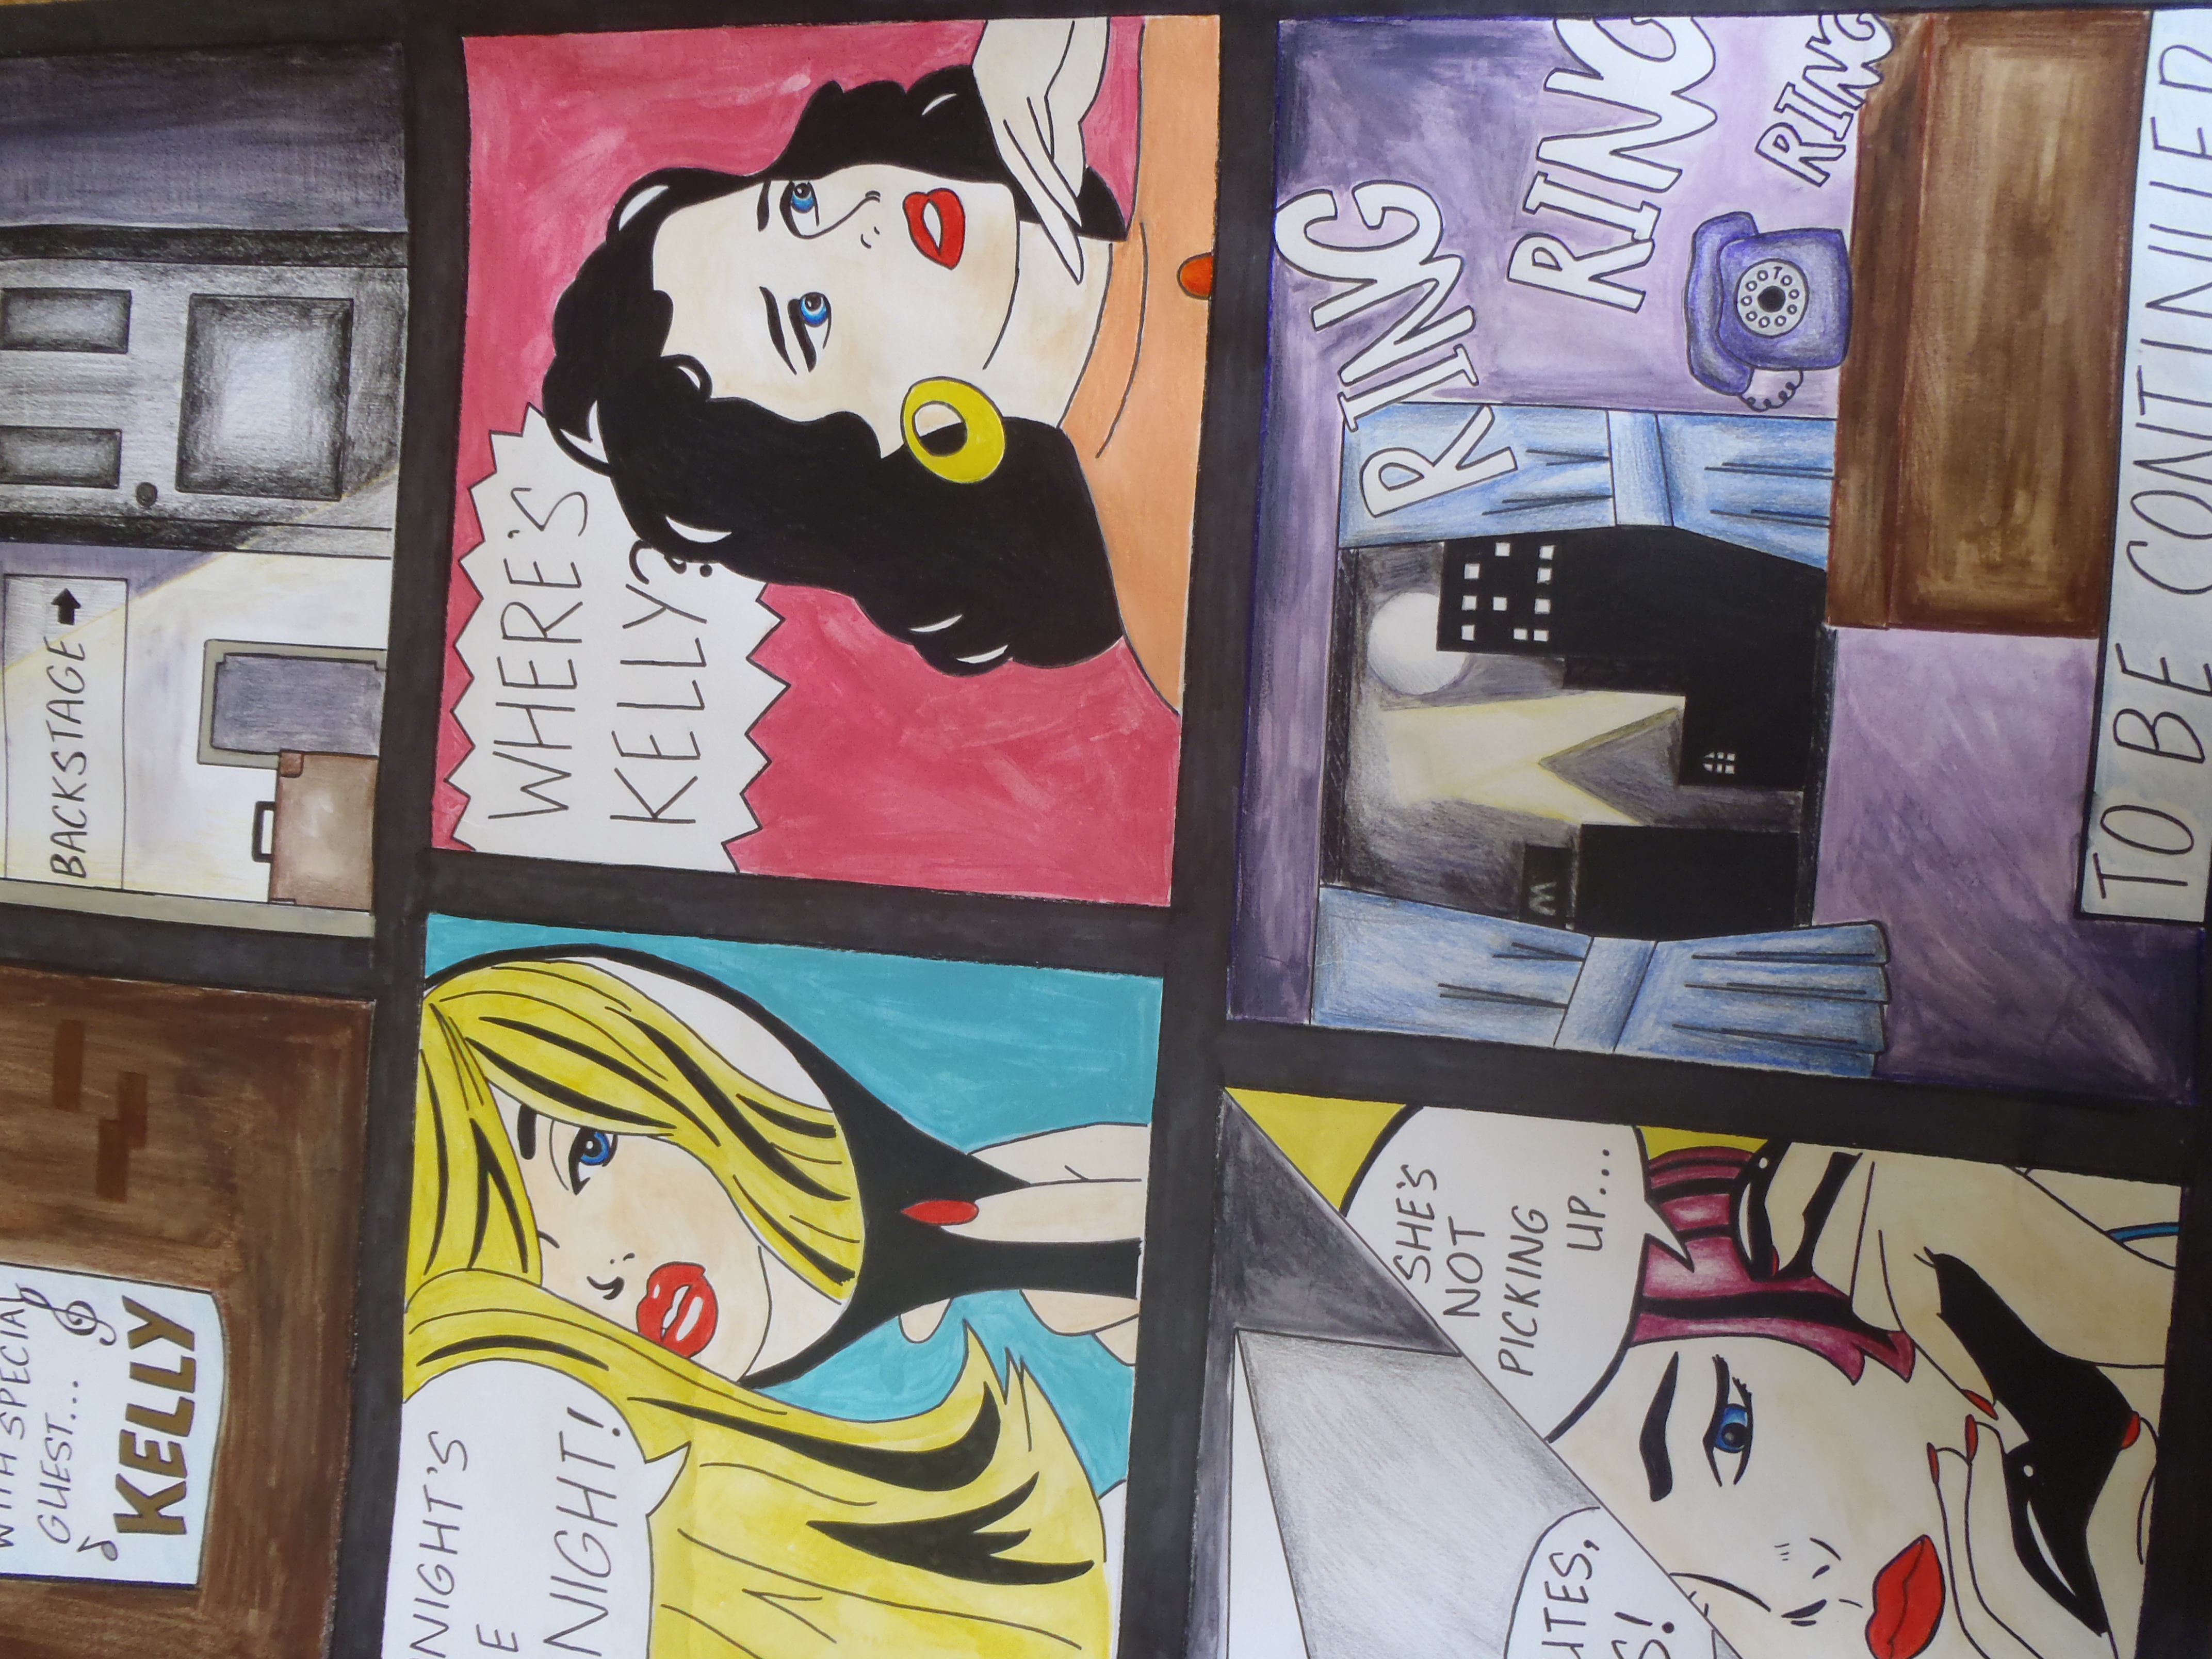 WITH SPECIAL
GUEST...
KELLY
BACKSTAGE →
NIGHT'S
E
NIGHT!
WHERE'S
KELLY?
UTES,
S!
SHE'S
NOT
PICKING
UP...
RING
RING
RING
TO BE CONTINUED